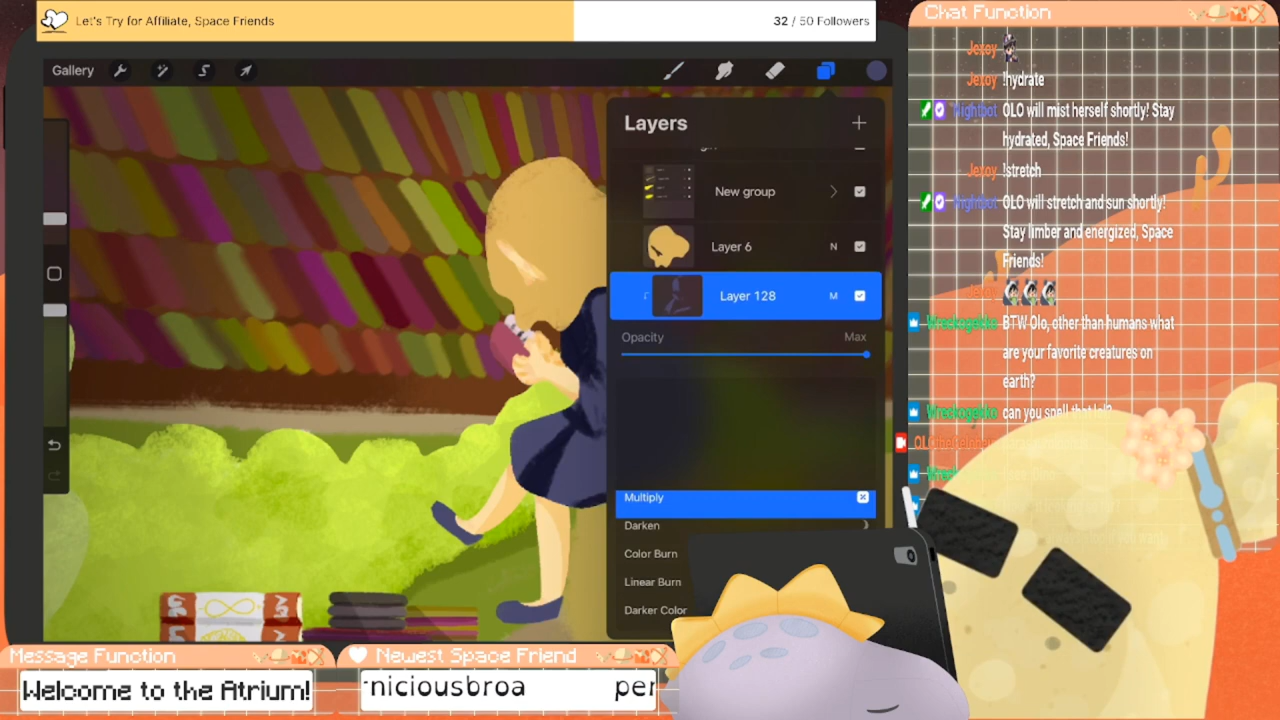 Let's Try for Affiliate, Space Friends
32 / 50 Followers
Gallery
Layers
New group
Layer 6
N
Layer 128
M
Opacity
Max
Multiply
Darken
Color Burn
Linear Burn
Darker Color
Chat Function
Jexoy
Jexoy !hydrate
Nightbot OLO will mist herself shortly! Stay
hydrated, Space Friends!
Jexoy !stretch
Nightbot OLO will stretch and sun shortly!
Stay limber and energized, Space
Friends!
Jexoy
Wreckogekko BTW Olo, other than humans what
are your favorite creatures on
earth?
Wreckogekko can you spell that lol?
Message Function
Welcome to the Atrium!
Newest Space Friend
niciousbroa
per